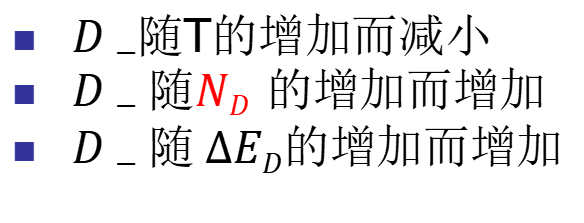 ■ D _随T的增加而减小
■ D _ 随N_D 的增加而增加
■ D _ 随 ΔE_D的增加而增加